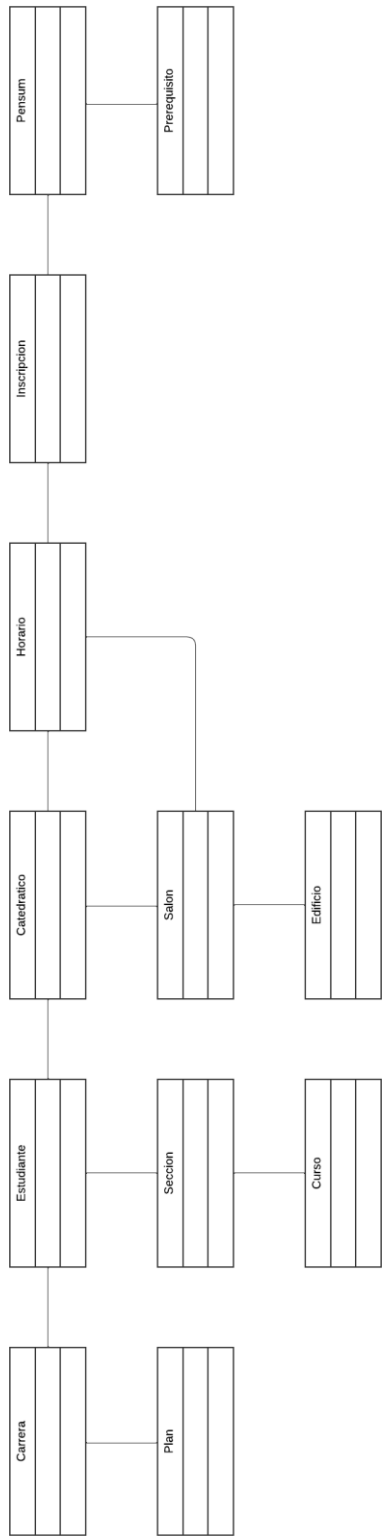 Carrera
Estudiante
Catedratico
Horario
Inscripcion
Pensum
Plan
Seccion
Salon
Prerequisito
Curso
Edificio